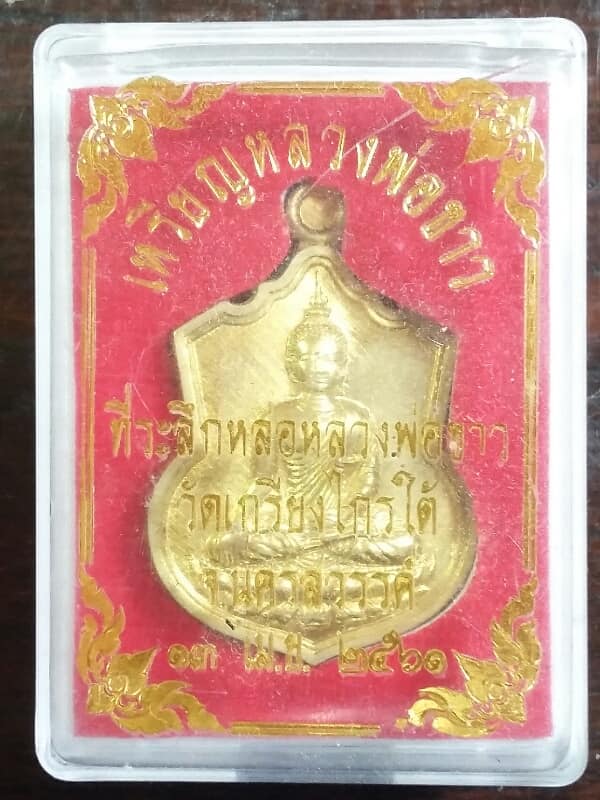 เหรียญหลวงพ่อขาว
ที่ระลึกหล่อหลวงพ่อขาว
วัดเกรียงไกรใต้
จ.นครสวรรค์
๑๓ เม.ย. ๒๕๖๑